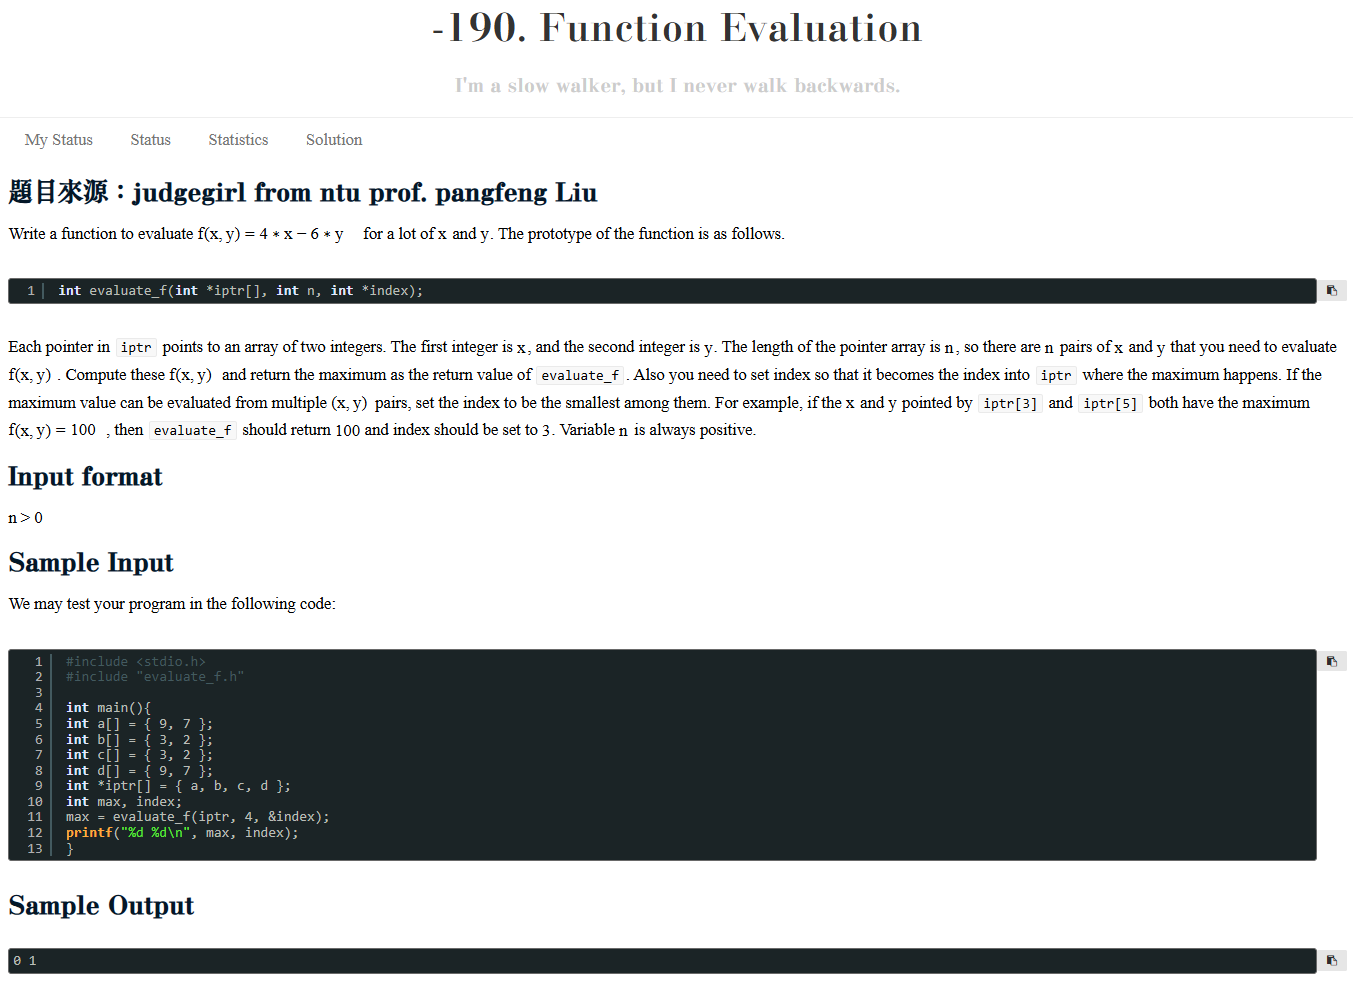 -190. Function Evaluation
I'm a slow walker, but I never walk backwards.
My Status Status Statistics Solution
題目來源：judgegirl from ntu prof. pangfeng Liu
Write a function to evaluate f(x, y) = 4 * x − 6 * y for a lot of x and y. The prototype of the function is as follows.
1 int evaluate_f(int *iptr[], int n, int *index);
Each pointer in iptr points to an array of two integers. The first integer is x, and the second integer is y. The length of the pointer array is n, so there are n pairs of x and y that you need to evaluate
f(x, y) . Compute these f(x, y) and return the maximum as the return value of evaluate_f . Also you need to set index so that it becomes the index into iptr where the maximum happens. If the
maximum value can be evaluated from multiple (x, y) pairs, set the index to be the smallest among them. For example, if the x and y pointed by iptr[3] and iptr[5] both have the maximum
f(x, y) = 100 , then evaluate_f should return 100 and index should be set to 3. Variable n is always positive.
Input format
n > 0
Sample Input
We may test your program in the following code:
1 #include <stdio.h>
2 #include "evaluate_f.h"
3
4 int main(){
5 int a[] = { 9, 7 };
6 int b[] = { 3, 2 };
7 int c[] = { 3, 2 };
8 int d[] = { 9, 7 };
9 int *iptr[] = { a, b, c, d };
10 int max, index;
11 max = evaluate_f(iptr, 4, &index);
12 printf("%d %d\n", max, index);
13 }
Sample Output
0 1